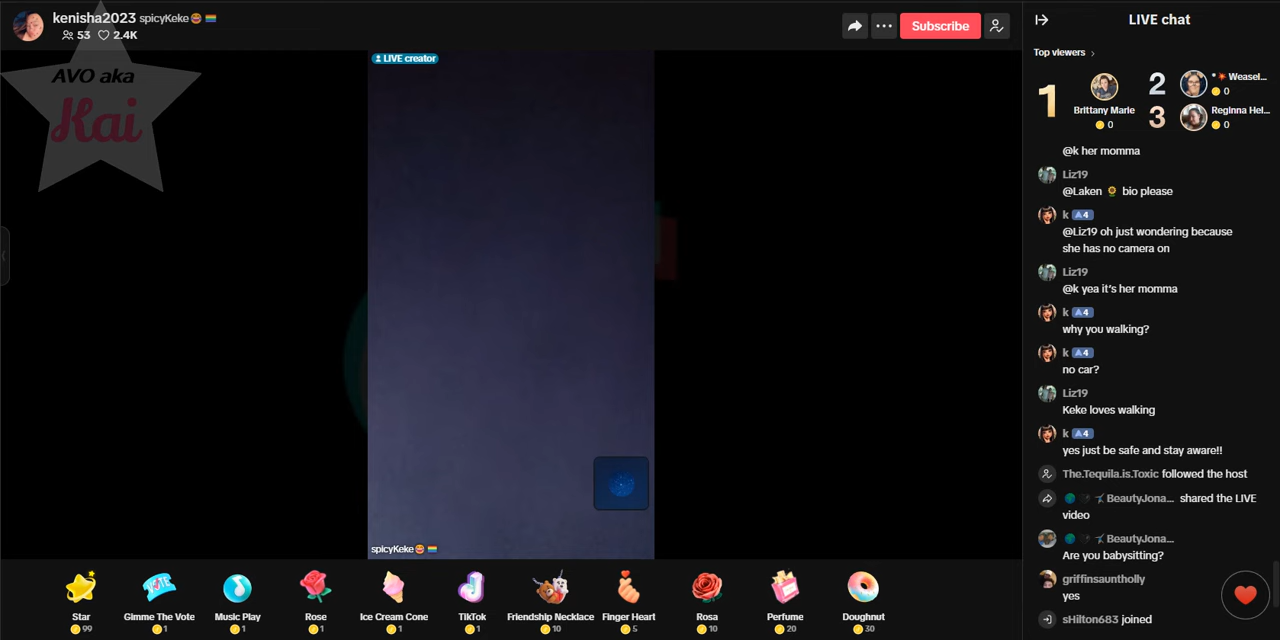 kenisha2023 spicyKeke
53 2.4K
Subscribe
LIVE chat
AVO aka
Kai
LIVE creator
spicyKeke
Top viewers
1
Brittany Marie
0
2
Weasel...
0
3
Reginna Hel...
0
@k her momma
Liz19
@Laken 🌻 bio please
k 4
@Liz19 oh just wondering because
she has no camera on
Liz19
@k yea it's her momma
k 4
why you walking?
k 4
no car?
Liz19
Keke loves walking
k 4
yes just be safe and stay aware!!
The.Tequila.is.Toxic followed the host
BeautyJona... shared the LIVE
video
BeautyJona...
Are you babysitting?
griffinsauntholly
yes
sHilton683 joined
Star
99
Gimme The Vote
1
Music Play
1
Rose
1
Ice Cream Cone
1
TikTok
1
Friendship Necklace
10
Finger Heart
5
Rosa
10
Perfume
20
Doughnut
30